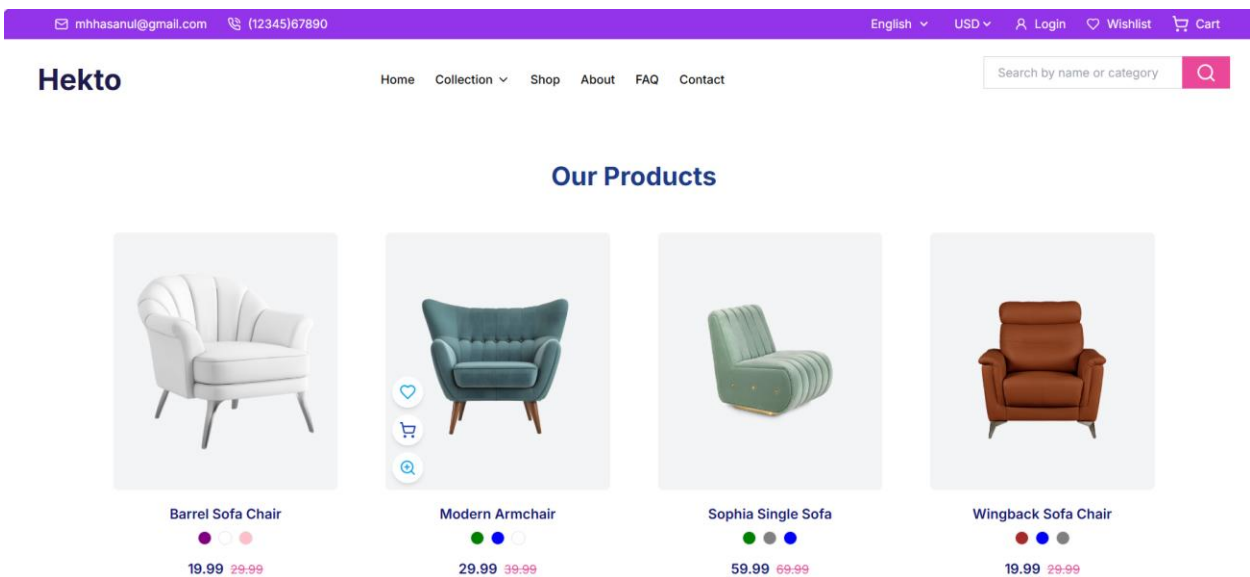 mhhasanul@gmail.com (12345)67890 English USD Login Wishlist Cart
Hekto Home Collection Shop About FAQ Contact Search by name or category
Our Products
Barrel Sofa Chair Modern Armchair Sophia Single Sofa Wingback Sofa Chair
19.99 29.99 29.99 39.99 59.99 69.99 19.99 29.99